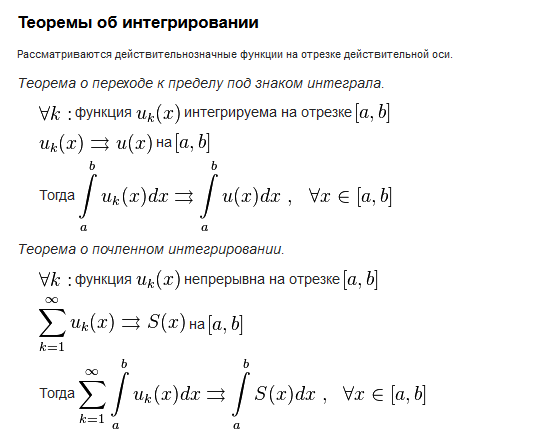 Теоремы об интегрировании
Рассматриваются действительнозначные функции на отрезке действительной оси.
Теорема о переходе к пределу под знаком интеграла.
∀k : функция u_k(x) интегрируема на отрезке [a, b]
u_k(x) ⇉ u(x) на [a, b]
Тогда ∫_a^b u_k(x)dx ⇉ ∫_a^b u(x)dx , ∀x ∈ [a, b]
Теорема о почленном интегрировании.
∀k : функция u_k(x) непрерывна на отрезке [a, b]
∑_{k=1}^∞ u_k(x) ⇉ S(x) на [a, b]
Тогда ∑_{k=1}^∞ ∫_a^b u_k(x)dx ⇉ ∫_a^b S(x)dx , ∀x ∈ [a, b]